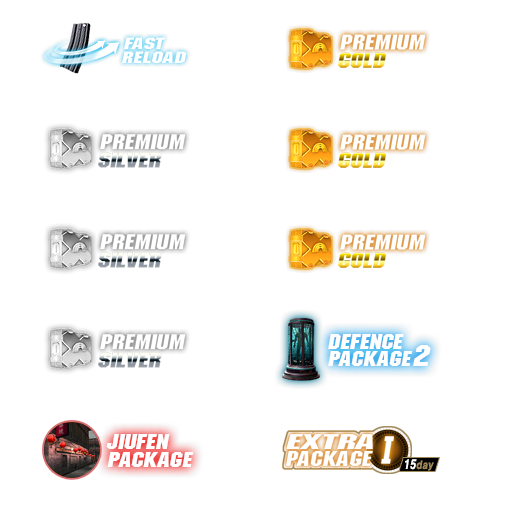 FAST
RELOAD
PREMIUM
GOLD
PREMIUM
SILVER
PREMIUM
GOLD
PREMIUM
SILVER
PREMIUM
GOLD
PREMIUM
SILVER
DEFENCE
PACKAGE 2
JIUFEN
PACKAGE
EXTRA
PACKAGE I
15day